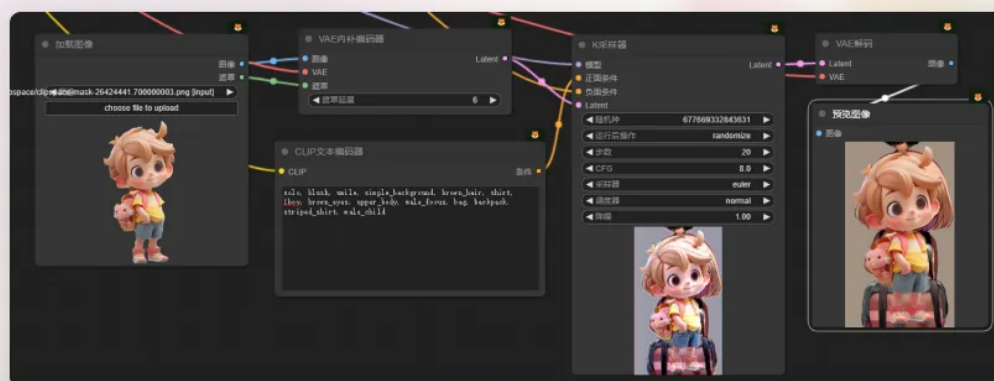 加载图像
图像
遮罩
choose file to upload
VAE内补编码器
图像
Latent
VAE
遮罩
遮罩延展
6
CLIP文本编码器
CLIP
条件
solo, blush, smile, simple_background, brown_hair, shirt,
1boy, brown_eyes, upper_body, male_focus, bag, backpack,
striped_shirt, male_child
K采样器
模型
Latent
正面条件
负面条件
Latent
随机种
677669332843631
运行后操作
randomize
步数
20
CFG
8.0
采样器
euler
调度器
normal
降噪
1.00
VAE解码
Latent
图像
VAE
预览图像
图像